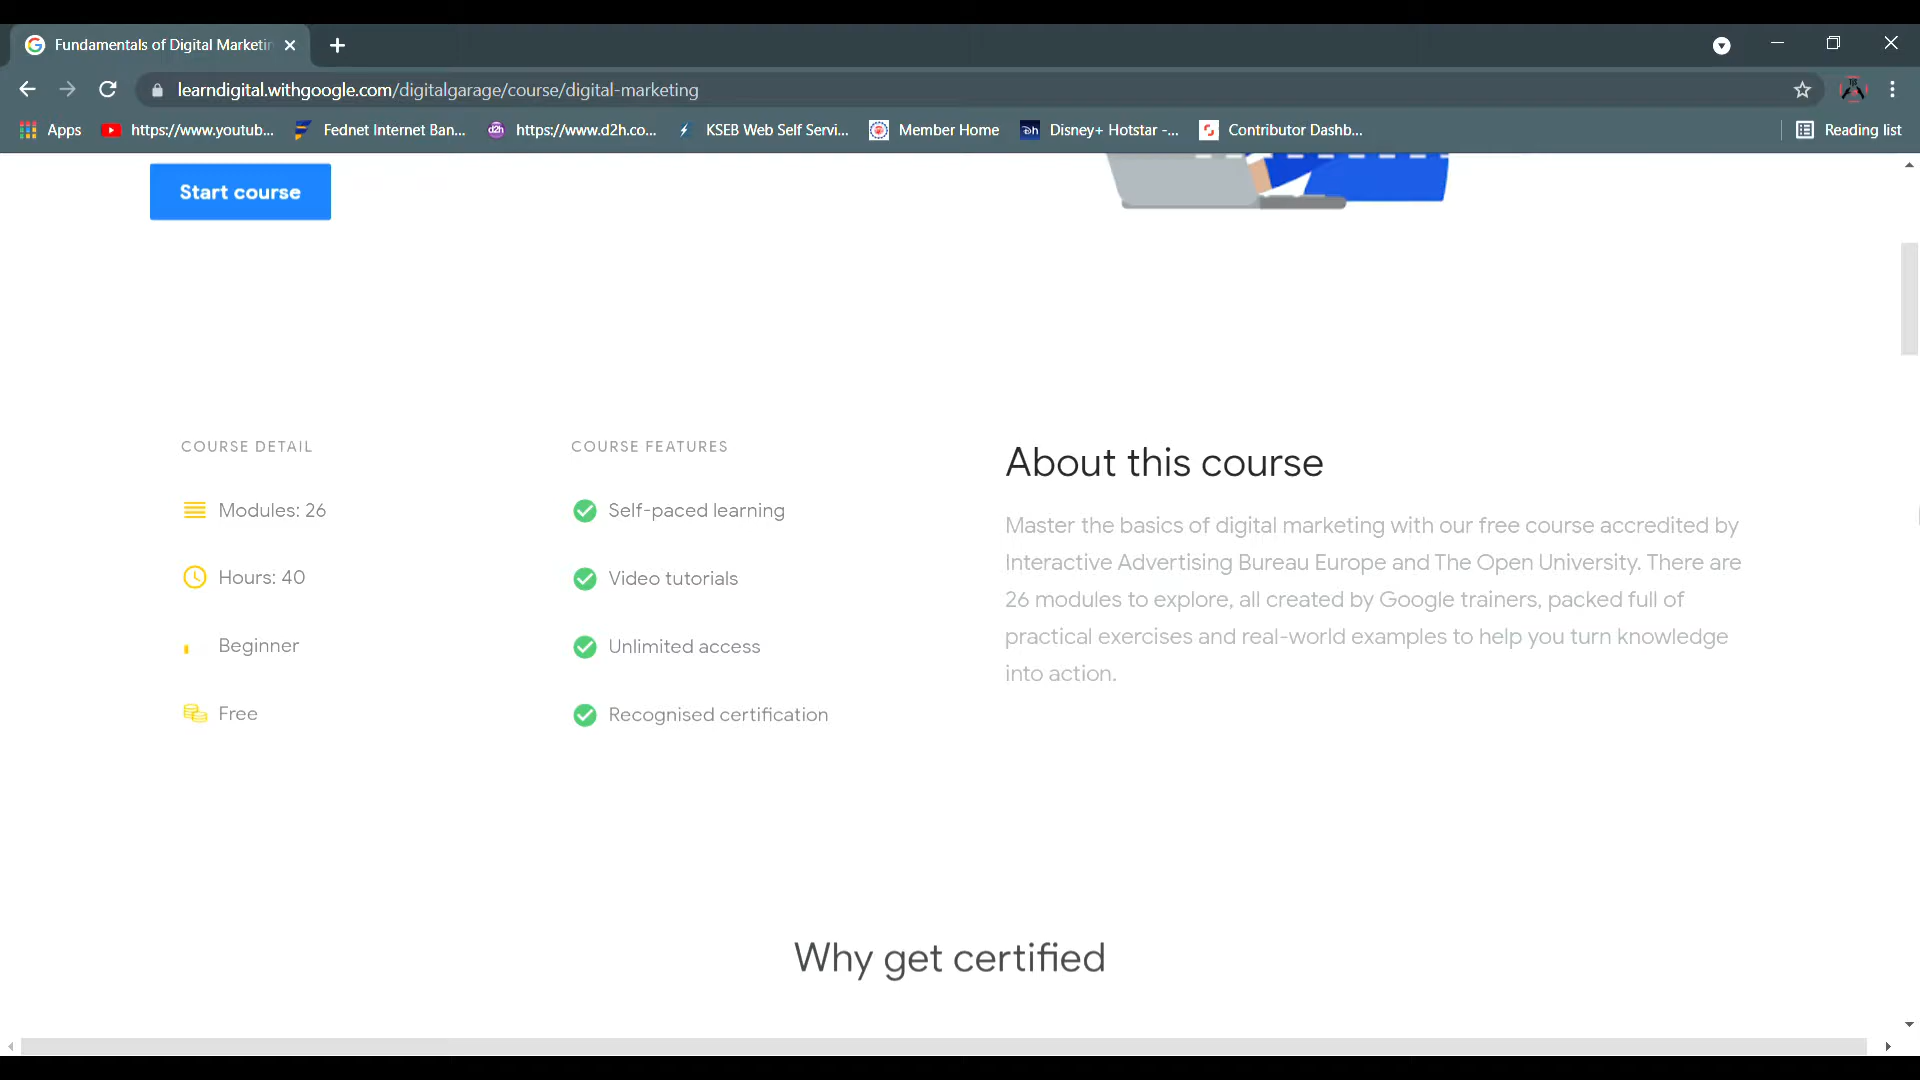 Fundamentals of Digital Marketin
learndigital.withgoogle.com/digitalgarage/course/digital-marketing
Apps https://www.youtub... Fednet Internet Ban... d2h https://www.d2h.co... KSEB Web Self Servi... Member Home Disney+ Hotstar -... Contributor Dashb... Reading list
Start course
COURSE DETAIL
Modules: 26
Hours: 40
Beginner
Free
COURSE FEATURES
Self-paced learning
Video tutorials
Unlimited access
Recognised certification
About this course
Master the basics of digital marketing with our free course accredited by
Interactive Advertising Bureau Europe and The Open University. There are
26 modules to explore, all created by Google trainers, packed full of
practical exercises and real-world examples to help you turn knowledge
into action.
Why get certified